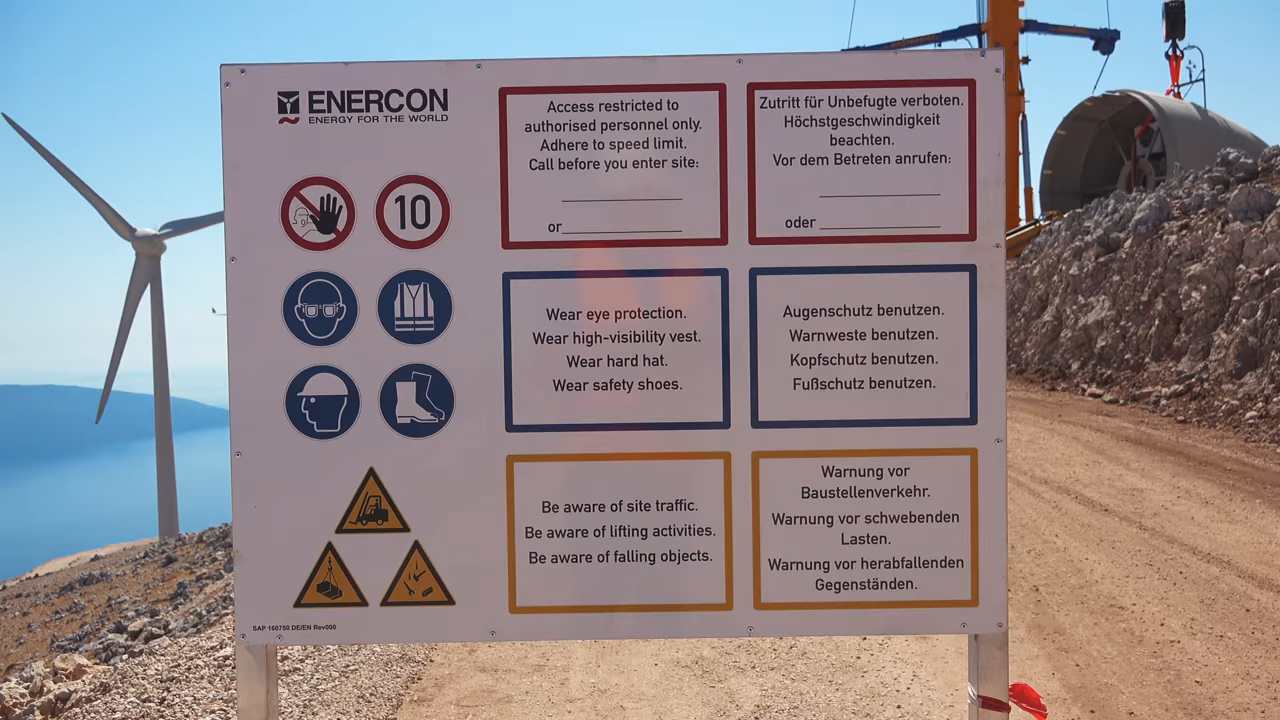 ENERCON
ENERGY FOR THE WORLD
10
Access restricted to
authorised personnel only.
Adhere to speed limit.
Call before you enter site:
or
Zutritt für Unbefugte verboten.
Höchstgeschwindigkeit
beachten.
Vor dem Betreten anrufen:
oder
Wear eye protection.
Wear high-visibility vest.
Wear hard hat.
Wear safety shoes.
Augenschutz benutzen.
Warnweste benutzen.
Kopfschutz benutzen.
Fußschutz benutzen.
Be aware of site traffic.
Be aware of lifting activities.
Be aware of falling objects.
Warnung vor
Baustellenverkehr.
Warnung vor schwebenden
Lasten.
Warnung vor herabfallenden
Gegenständen.
SAP 160750 DE/EN Rev000